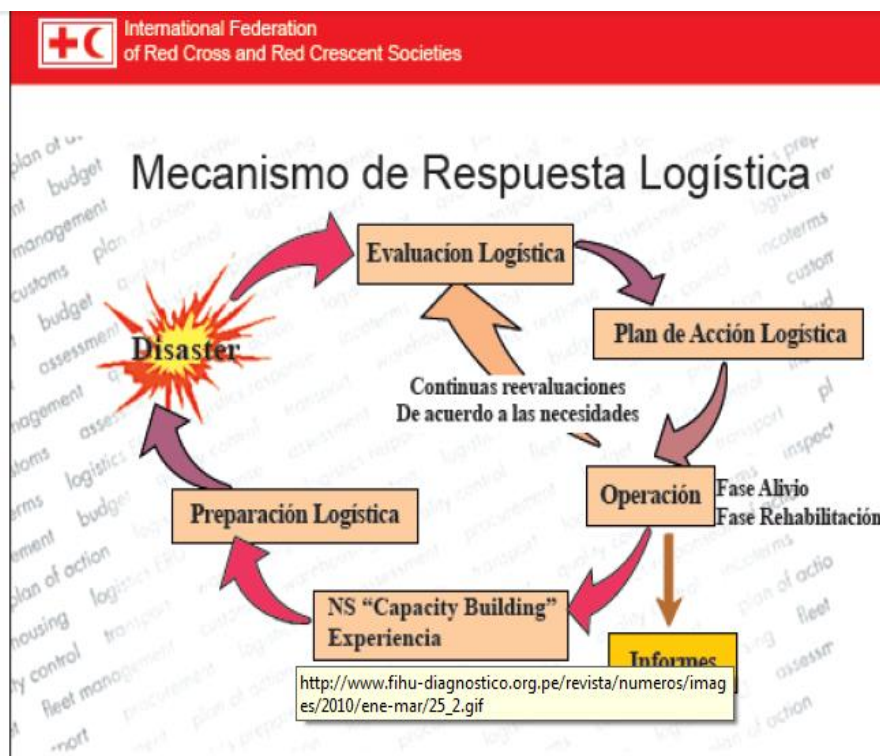 International Federation
of Red Cross and Red Crescent Societies
Mecanismo de Respuesta Logística
Evaluacíon Logística
Disaster
Plan de Acción Logística
Continuas reevaluaciones
De acuerdo a las necesidades
Operación
Fase Alivio
Fase Rehabilitación
Preparación Logística
NS “Capacity Building”
Experiencia
Informes
http://www.fihu-diagnostico.org.pe/revista/numeros/imag
es/2010/ene-mar/25_2.gif